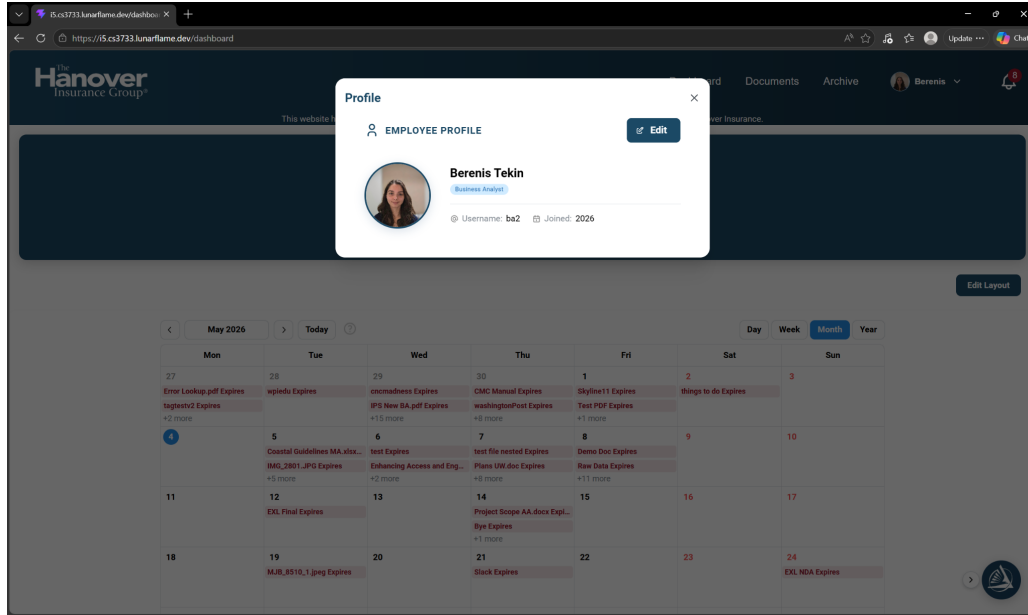 i5.cs3733.lunarflame.dev/dashboar
https://i5.cs3733.lunarflame.dev/dashboard
Update
Chat
The
Hanover
Insurance Group®
Documents
Archive
Berenis
8
This website h
ver Insurance.
Profile
EMPLOYEE PROFILE
Edit
Berenis Tekin
Business Analyst
@ Username: ba2 Joined: 2026
Edit Layout
May 2026
Today
?
Day Week Month Year
Mon Tue Wed Thu Fri Sat Sun
27 28 29 30 1 2 3
Error Lookup.pdf Expires wpiedu Expires cncmadness Expires CMC Manual Expires Skyline11 Expires things to do Expires
tagtestv2 Expires IPS New BA.pdf Expires washingtonPost Expires Test PDF Expires
+2 more +15 more +8 more +1 more
4 5 6 7 8 9 10
Coastal Guidelines MA.xlsx... test Expires test file nested Expires Demo Doc Expires
IMG_2801.JPG Expires Enhancing Access and Eng... Plans UW.doc Expires Raw Data Expires
+5 more +2 more +8 more +11 more
11 12 13 14 15 16 17
EXL Final Expires Project Scope AA.docx Expi...
Bye Expires
+1 more
18 19 20 21 22 23 24
MJB_8510_1.jpeg Expires Slack Expires EXL NDA Expires